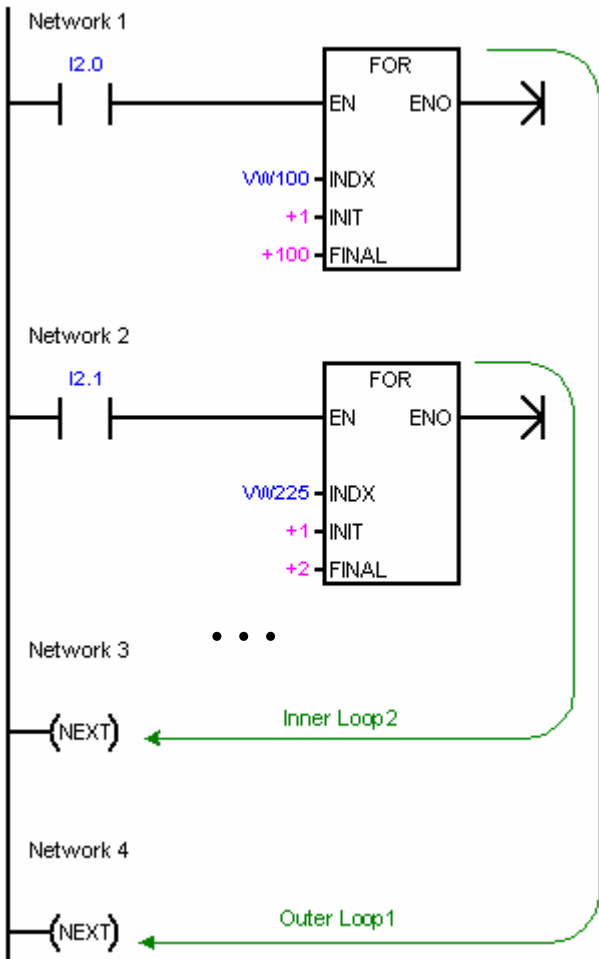 Network 1
I2.0
FOR
EN ENO
VW100 INDX
+1 INIT
+100 FINAL
Network 2
I2.1
FOR
EN ENO
VW225 INDX
+1 INIT
+2 FINAL
• • •
Network 3
(NEXT)
Inner Loop2
Network 4
(NEXT)
Outer Loop1